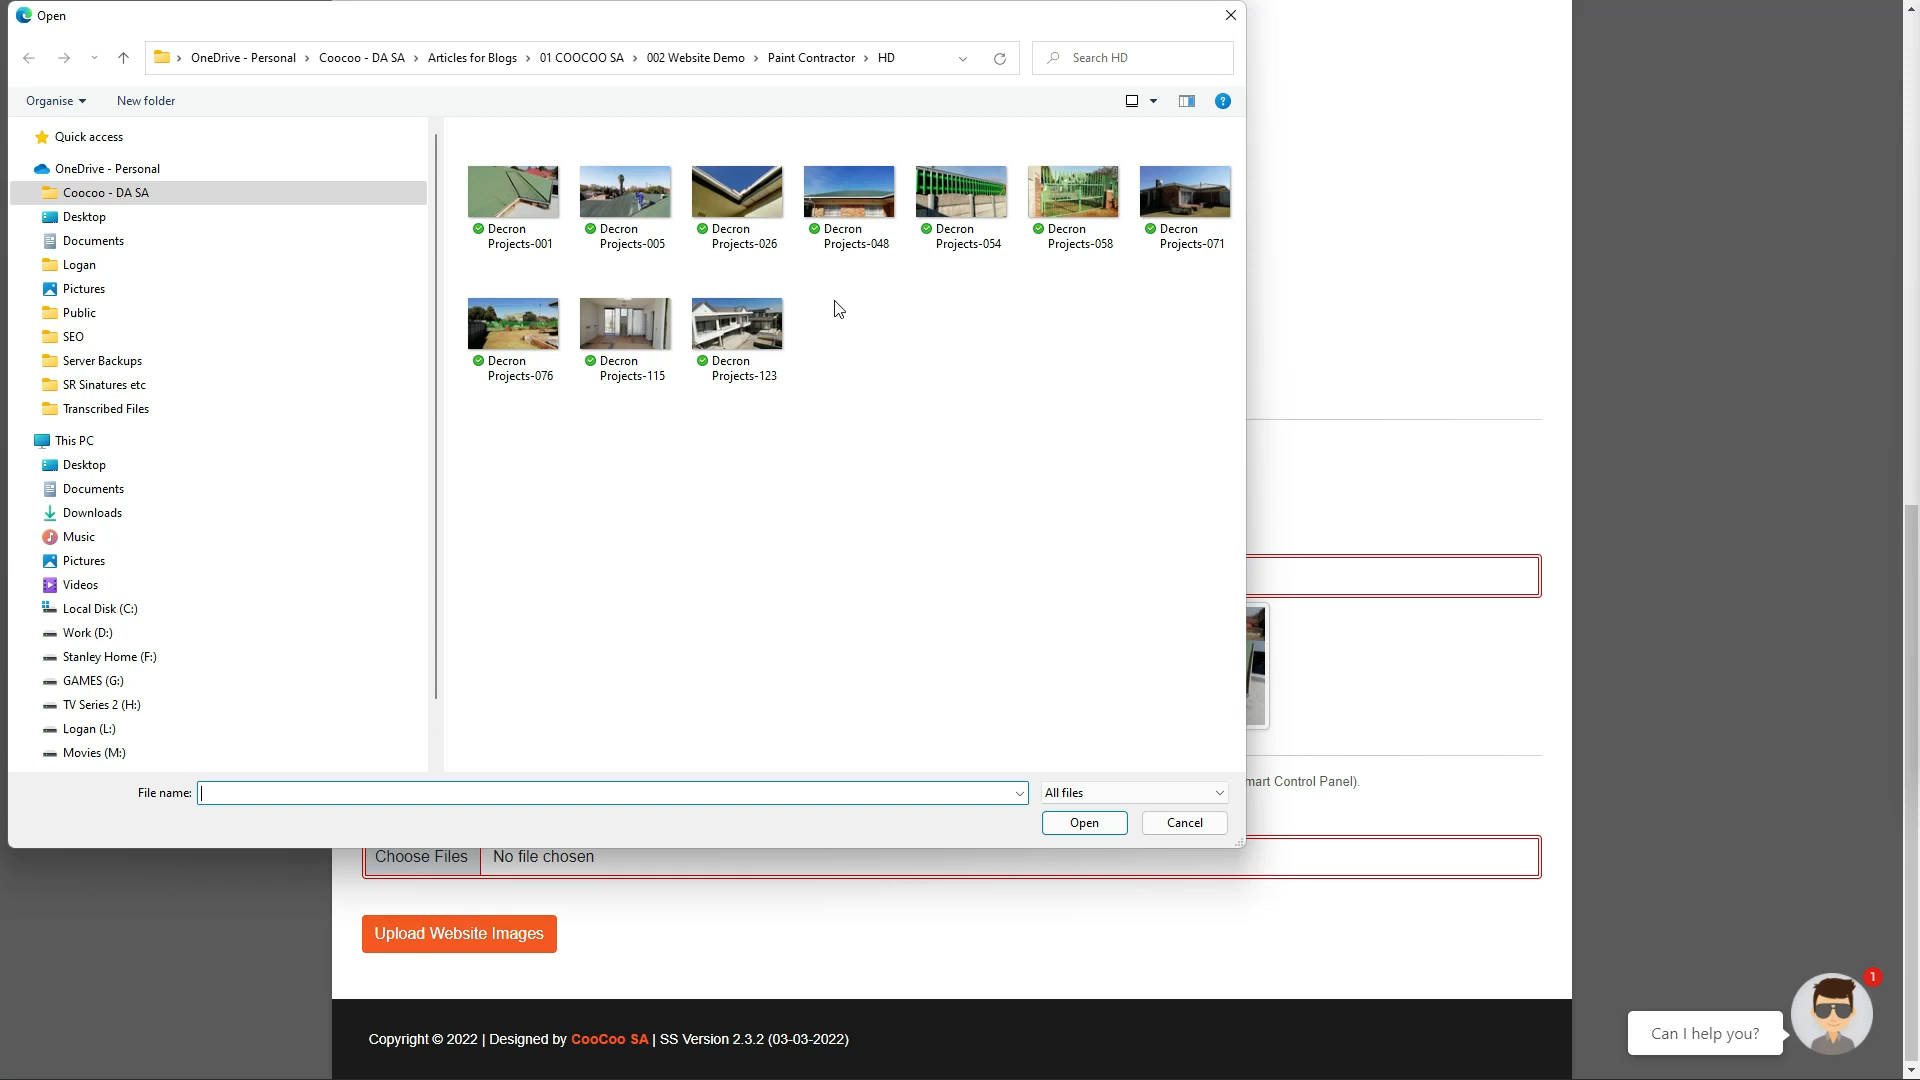 Open
OneDrive - Personal
Coocoo - DA SA
Articles for Blogs
01 COOCOO SA
002 Website Demo
Paint Contractor
HD
Search HD
Organise
New folder
Quick access
OneDrive - Personal
Coocoo - DA SA
Desktop
Documents
Logan
Pictures
Public
SEO
Server Backups
SR Sinatures etc
Transcribed Files
This PC
Desktop
Documents
Downloads
Music
Pictures
Videos
Local Disk (C:)
Work (D:)
Stanley Home (F:)
GAMES (G:)
TV Series 2 (H:)
Logan (L:)
Movies (M:)
Decron
Projects-001
Decron
Projects-005
Decron
Projects-026
Decron
Projects-048
Decron
Projects-054
Decron
Projects-058
Decron
Projects-071
Decron
Projects-076
Decron
Projects-115
Decron
Projects-123
File name:
All files
Open
Cancel
mart Control Panel).
Choose Files
No file chosen
Upload Website Images
Copyright © 2022 | Designed by CooCoo SA | SS Version 2.3.2 (03-03-2022)
Can I help you?
1